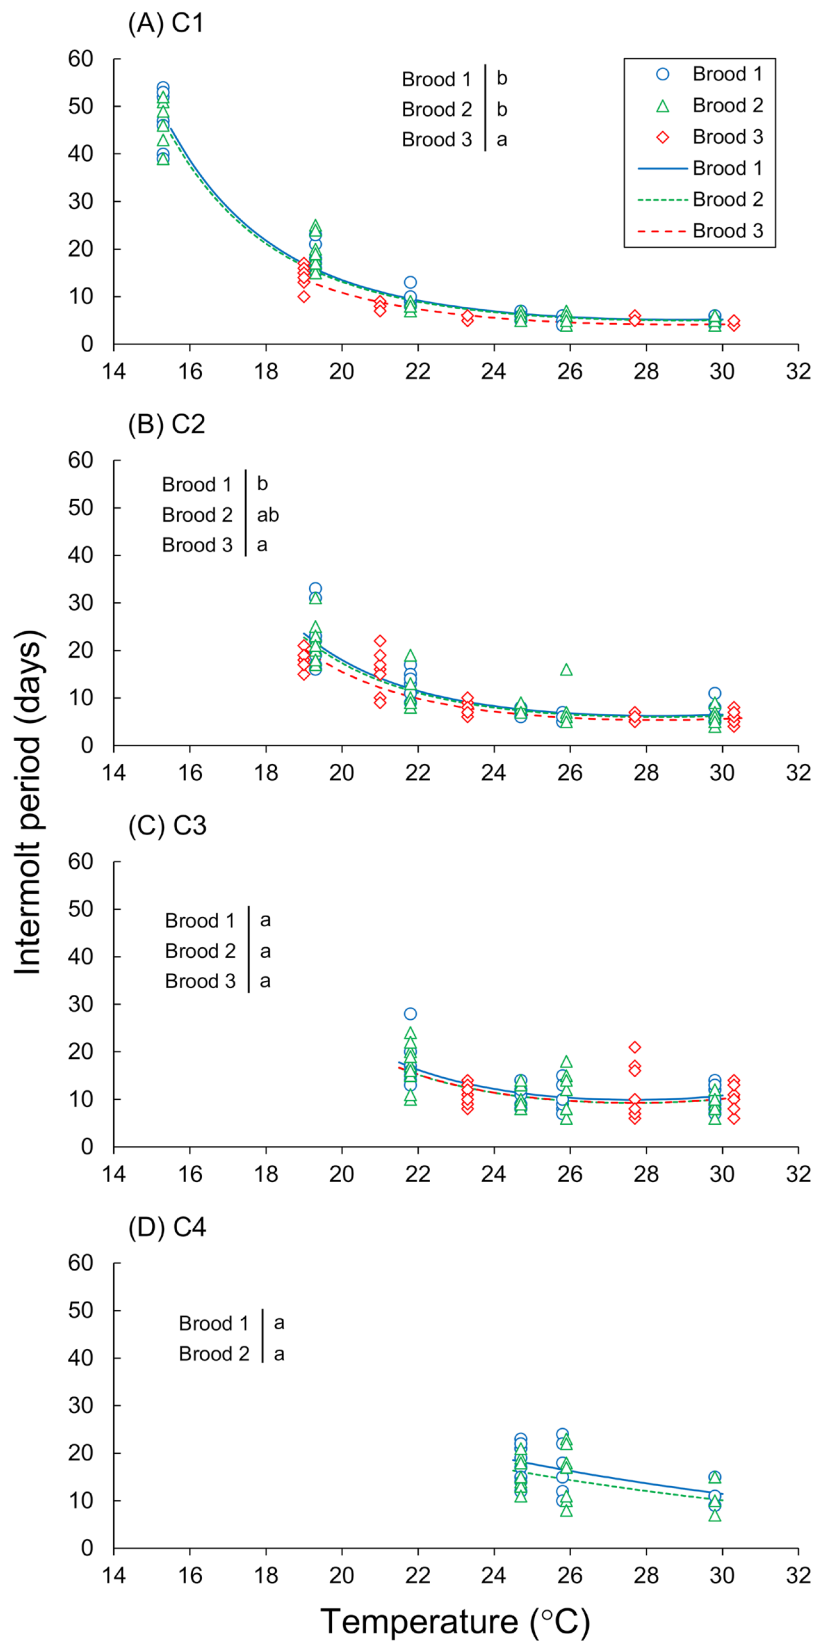 (A) C1
60
50
40
30
20
10
0
14 16 18 20 22 24 26 28 30 32
Brood 1 b
Brood 2 b
Brood 3 a
Brood 1
Brood 2
Brood 3
Brood 1
Brood 2
Brood 3
(B) C2
60
50
40
30
20
10
0
14 16 18 20 22 24 26 28 30 32
Brood 1 b
Brood 2 ab
Brood 3 a
Intermolt period (days)
(C) C3
60
50
40
30
20
10
0
14 16 18 20 22 24 26 28 30 32
Brood 1 a
Brood 2 a
Brood 3 a
(D) C4
60
50
40
30
20
10
0
14 16 18 20 22 24 26 28 30 32
Brood 1 a
Brood 2 a
Temperature (°C)